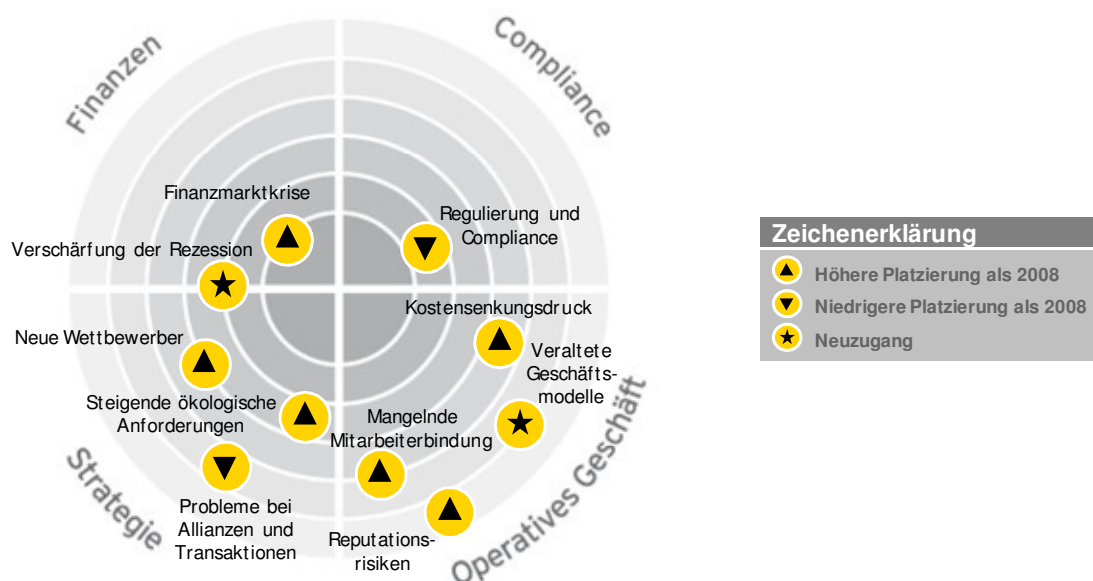 Finanzen
Compliance
Finanzmarktkrise
Regulierung und
Compliance
Verschärfung der Rezession
Kostensenkungsdruck
Neue Wettbewerber
Veraltete
Geschäfts-
modelle
Steigende ökologische
Anforderungen
Mangelnde
Mitarbeiterbindung
Strategie
Probleme bei
Allianzen und
Transaktionen
Reputations-
risiken
Operatives Geschäft
Zeichenerklärung
Höhere Platzierung als 2008
Niedrigere Platzierung als 2008
Neuzugang